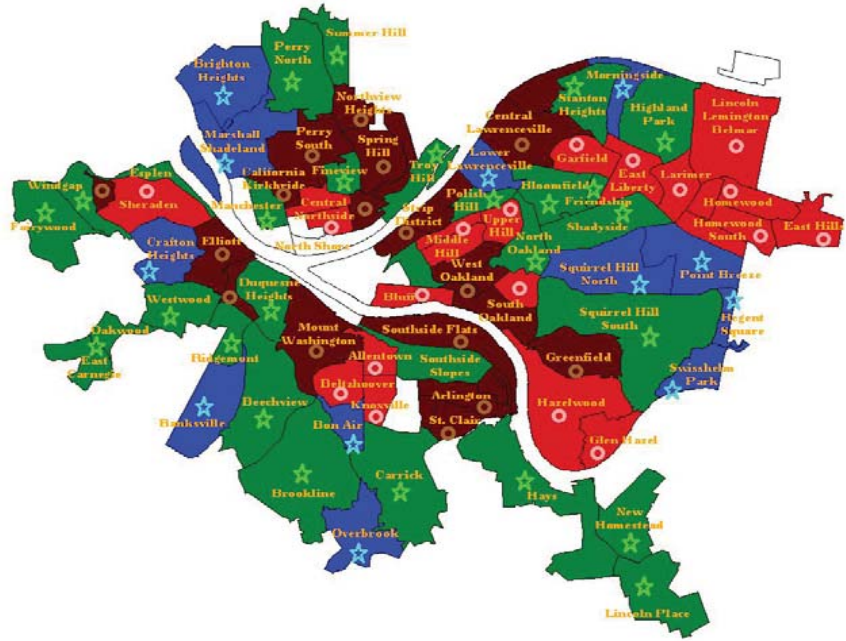 Summer Hill
Perry
North
Brighton
Heights
Morningside
Northview
Heights
Stanton
Heights
Highland
Park
Lincoln
Lemington
Belmar
Central
Lawrenceville
Marshall
Shadeland
Perry
South
Spring
Hill
Troy
Hill
Lower
Lawrenceville
Garfield
East
Liberty
Larimer
California
Kirkbride
Fineview
Esplen
Windgap
Sheraden
Manchester
Central
Northside
Strip
District
Polish
Hill
Bloomfield
Friendship
Homewood
Fairywood
Upper
Hill
Shadyside
Homewood
South
East Hills
Crafton
Heights
Elliott
North Shore
Middle
Hill
North
Oakland
West
Oakland
Squirrel Hill
North
Point Breeze
Westwood
Duquesne
Heights
Bluff
South
Oakland
Squirrel Hill
South
Regent
Square
Oakwood
East
Carnegie
Ridgemont
Mount
Washington
Southside Flats
Allentown
Southside
Slopes
Greenfield
Swisshelm
Park
Beltzhoover
Knoxville
Arlington
St. Clair
Hazelwood
Banksville
Beechview
Bon Air
Glen Hazel
Brookline
Carrick
Hays
New
Homestead
Overbrook
Lincoln Place